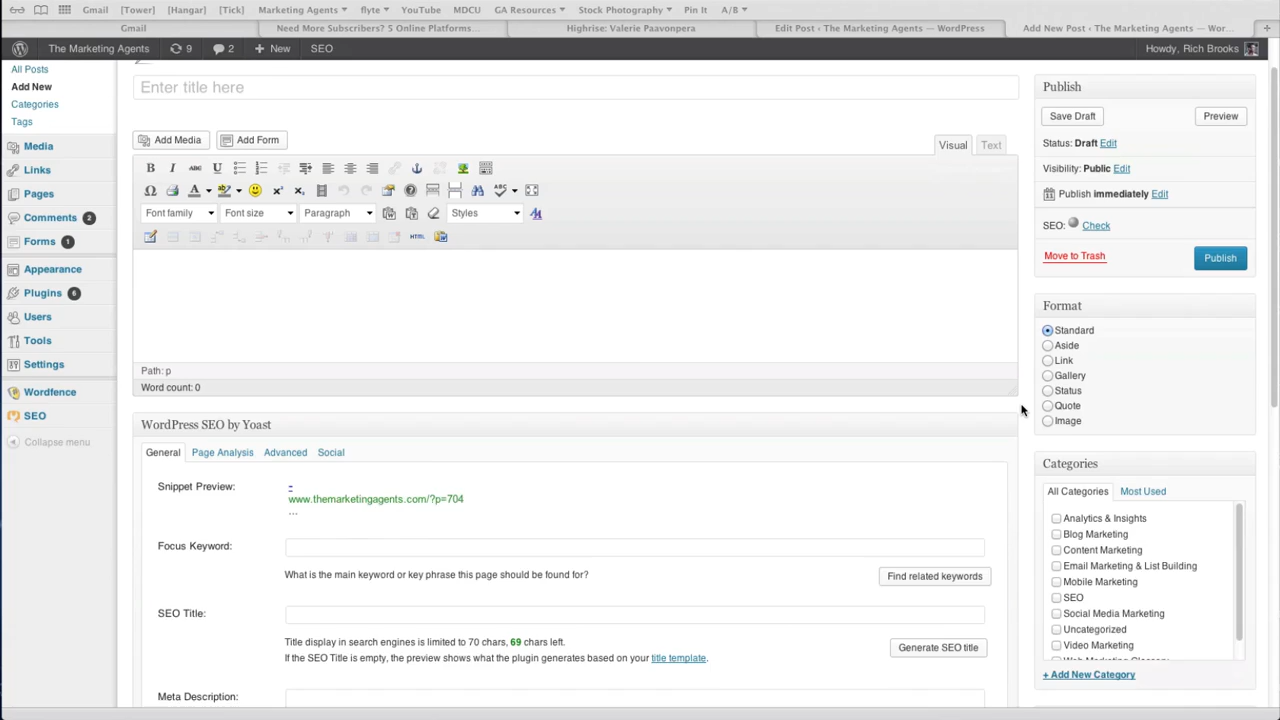 Gmail [Tower] [Hangar] [Tick] Marketing Agents flyte YouTube MDCU GA Resources Stock Photography Pin It A/B
Gmail Need More Subscribers? 5 Online Platforms... Highrise: Valerie Paavonpera Edit Post ‹ The Marketing Agents — WordPress Add New Post ‹ The Marketing Agents — Wor...
The Marketing Agents 9 2 + New SEO Howdy, Rich Brooks
All Posts
Add New
Categories
Tags
Media
Links
Pages
Comments 2
Forms 1
Appearance
Plugins 6
Users
Tools
Settings
Wordfence
SEO
Collapse menu
Enter title here
Add Media Add Form
Visual Text
B I ABC U
Font family Font size Paragraph Styles
HTML
Path: p
Word count: 0
WordPress SEO by Yoast
General Page Analysis Advanced Social
Snippet Preview: -
www.themarketingagents.com/?p=704
...
Focus Keyword:
What is the main keyword or key phrase this page should be found for?
Find related keywords
SEO Title:
Title display in search engines is limited to 70 chars, 69 chars left.
If the SEO Title is empty, the preview shows what the plugin generates based on your title template.
Generate SEO title
Meta Description:
Publish
Save Draft Preview
Status: Draft Edit
Visibility: Public Edit
Publish immediately Edit
SEO: Check
Move to Trash Publish
Format
Standard
Aside
Link
Gallery
Status
Quote
Image
Categories
All Categories Most Used
Analytics & Insights
Blog Marketing
Content Marketing
Email Marketing & List Building
Mobile Marketing
SEO
Social Media Marketing
Uncategorized
Video Marketing
Web Marketing Glossary
+ Add New Category